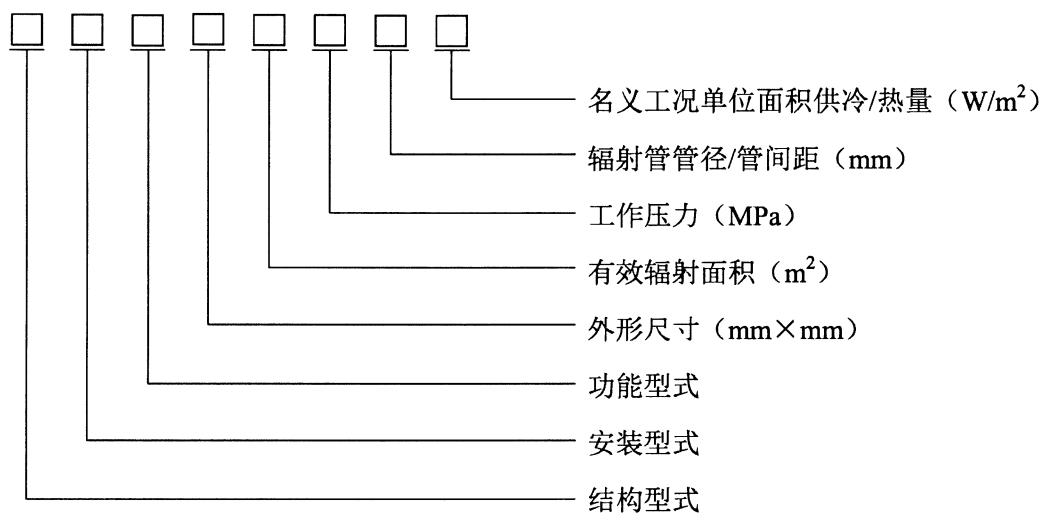 名义工况单位面积供冷/热量（W/m²）
辐射管管径/管间距（mm）
工作压力（MPa）
有效辐射面积（m²）
外形尺寸（mm×mm）
功能型式
安装型式
结构型式